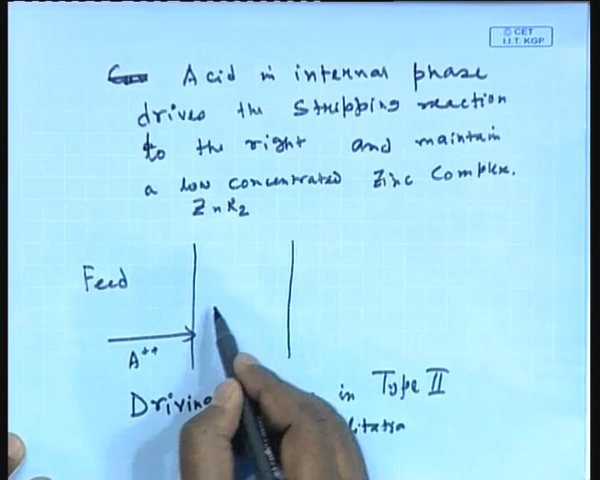 © CET
I.I.T. KGP
Acid in internal phase
drives the stripping reaction
to the right and maintain
a low concentrated Zinc Complex.
ZnR2
Feed
A++
in Type II